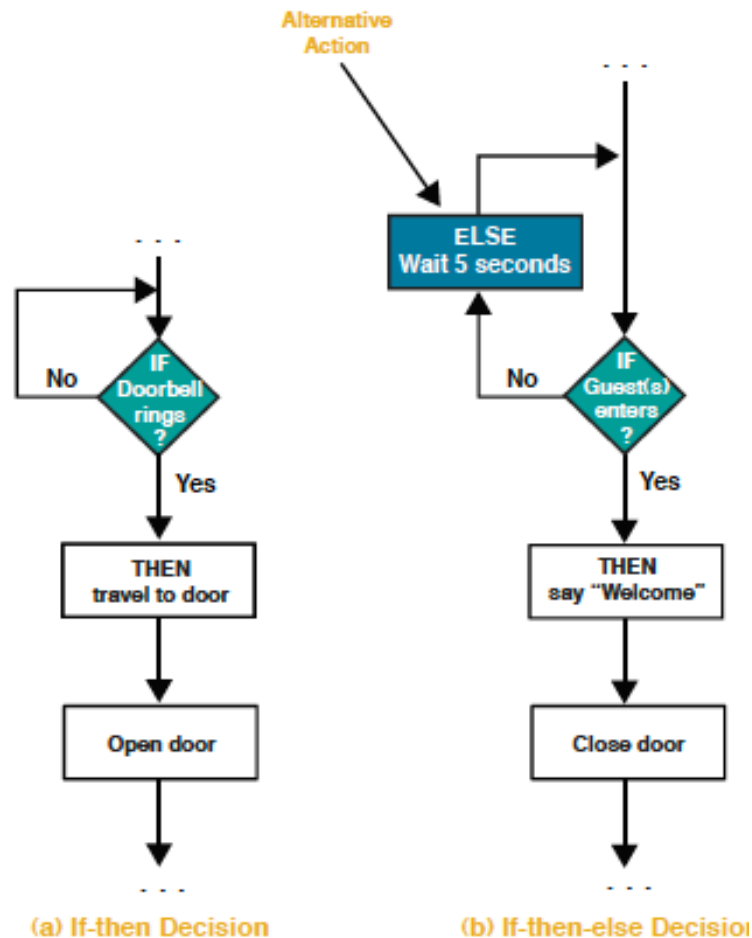 Alternative
Action
- - -
ELSE
Wait 5 seconds
- - -
No
IF
Doorbell
rings
?
Yes
THEN
travel to door
Open door
- - -
(a) If-then Decision
No
IF
Guest(s)
enters
?
Yes
THEN
say “Welcome”
Close door
- - -
(b) If-then-else Decision